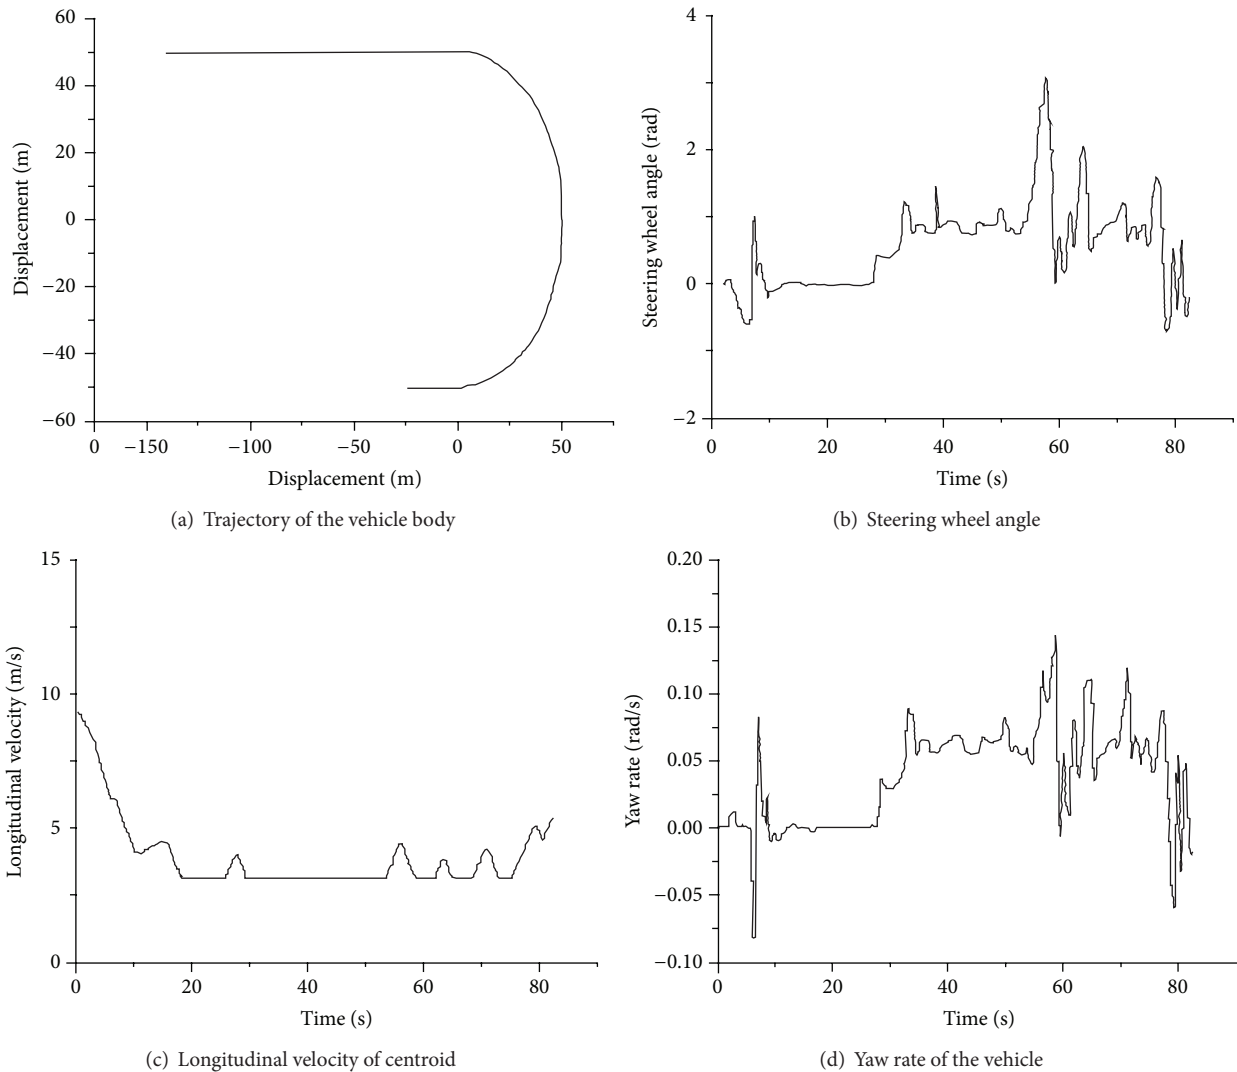 60
40
20
0
−20
−40
−60
Displacement (m)
0 −150 −100 −50 0 50
Displacement (m)
(a) Trajectory of the vehicle body
4
2
0
−2
Steering wheel angle (rad)
0 20 40 60 80
Time (s)
(b) Steering wheel angle
15
10
5
0
Longitudinal velocity (m/s)
0 20 40 60 80
Time (s)
(c) Longitudinal velocity of centroid
0.20
0.15
0.10
0.05
0.00
−0.05
−0.10
Yaw rate (rad/s)
0 20 40 60 80
Time (s)
(d) Yaw rate of the vehicle